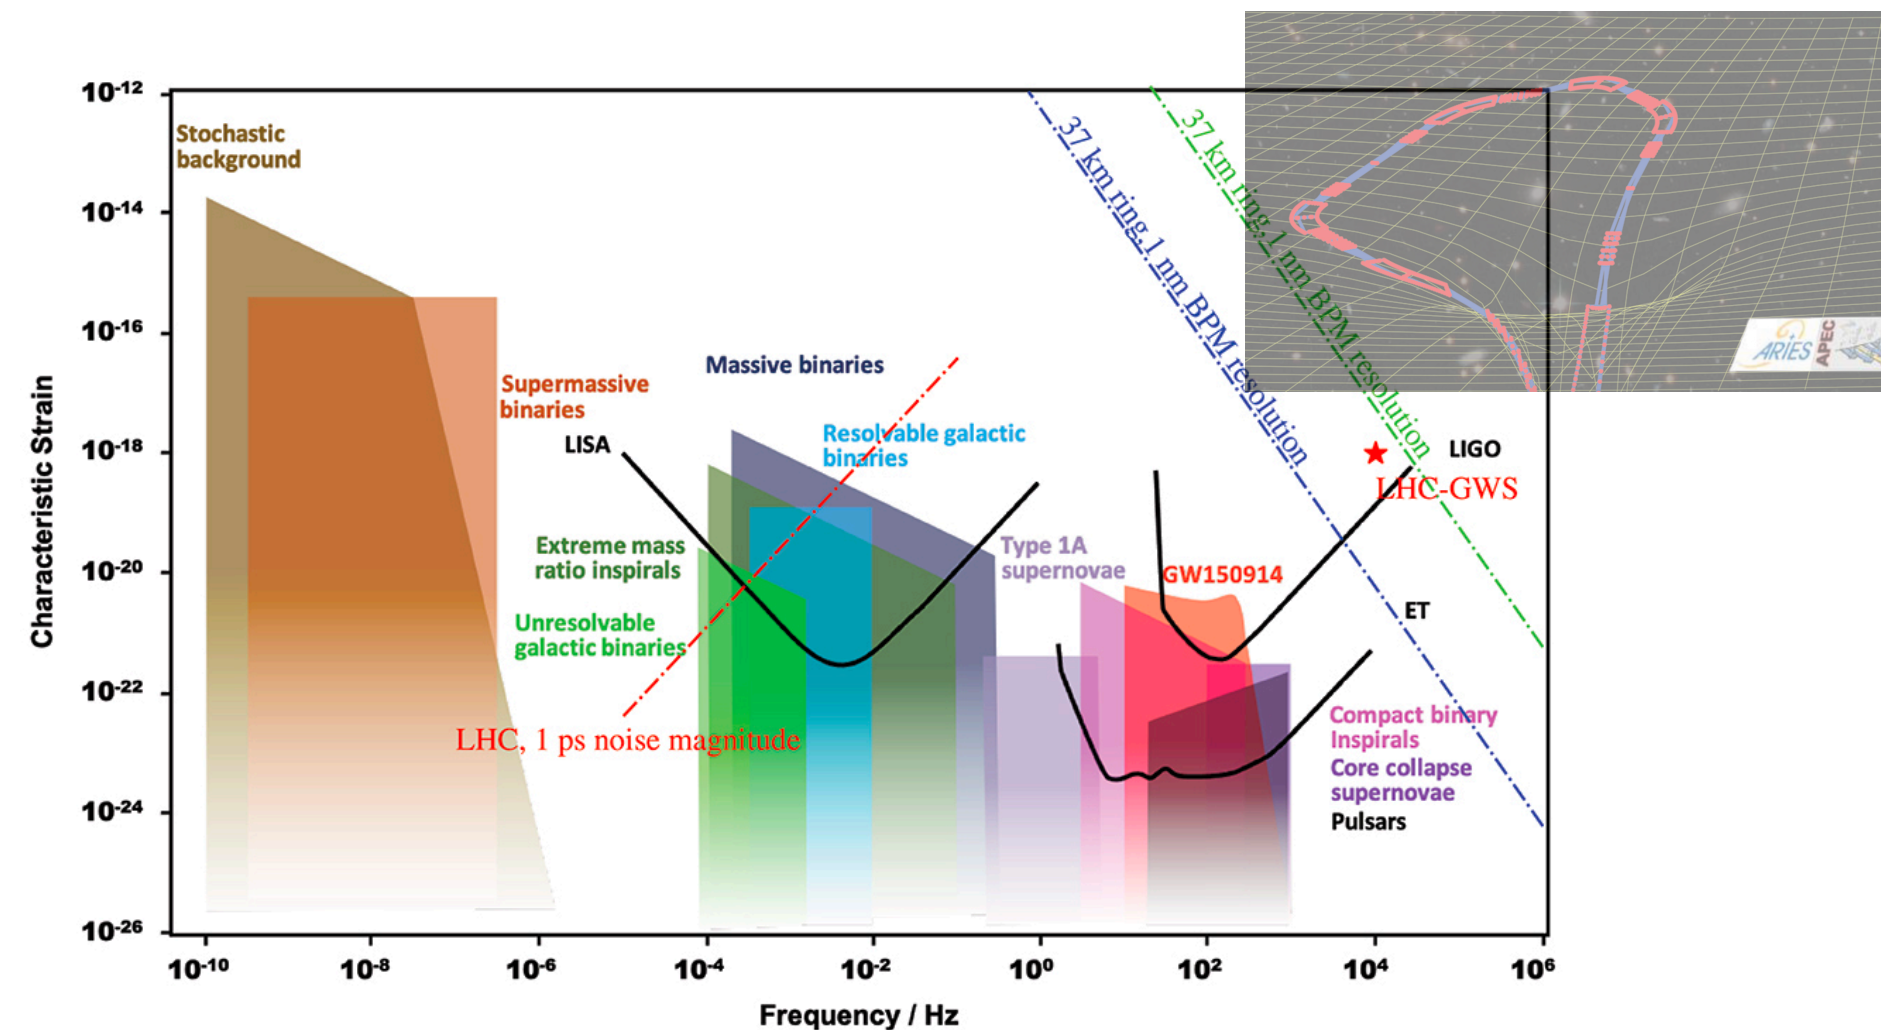 10-12
10-14
10-16
10-18
10-20
10-22
10-24
10-26
Characteristic Strain
Stochastic
background
Supermassive
binaries
LISA
Massive binaries
Resolvable galactic
binaries
Extreme mass
ratio inspirals
Unresolvable
galactic binaries
LHC, 1 ps noise magnitude
Type 1A
supernovae
GW150914
37 km ring,1 nm BPM resolution
37 km ring,1 nm BPM resolution
LIGO
LHC-GWS
ET
Compact binary
Inspirals
Core collapse
supernovae
Pulsars
ARIES
APEC
10-10
10-8
10-6
10-4
10-2
100
102
104
106
Frequency / Hz